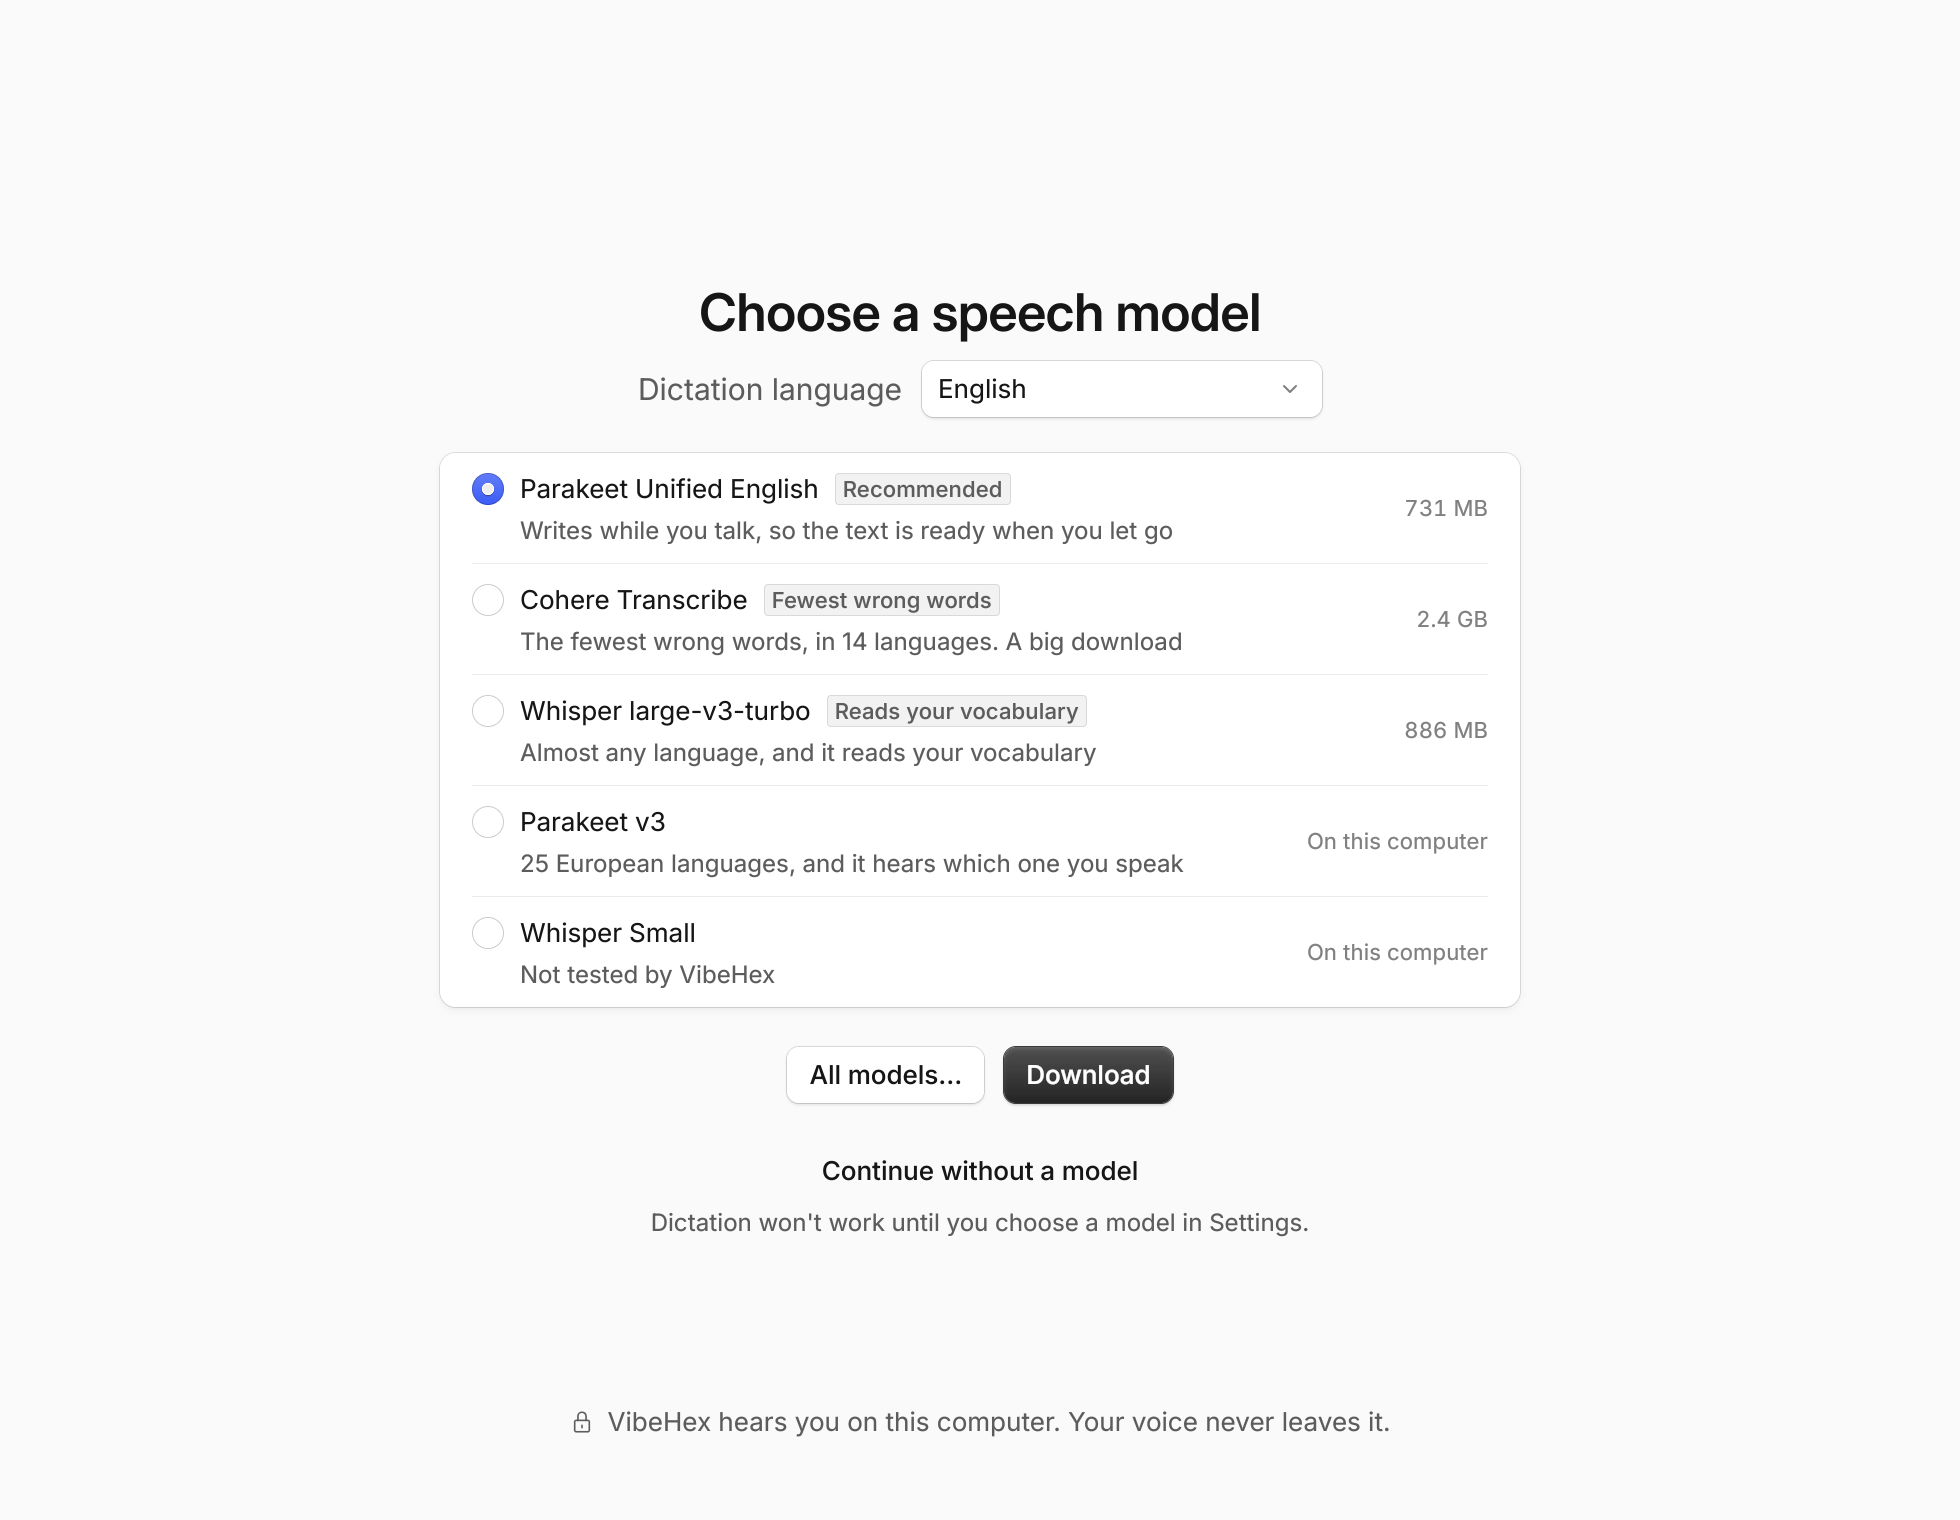 Choose a speech model
Dictation language English
Parakeet Unified English Recommended
731 MB
Writes while you talk, so the text is ready when you let go
Cohere Transcribe Fewest wrong words
2.4 GB
The fewest wrong words, in 14 languages. A big download
Whisper large-v3-turbo Reads your vocabulary
886 MB
Almost any language, and it reads your vocabulary
Parakeet v3
On this computer
25 European languages, and it hears which one you speak
Whisper Small
On this computer
Not tested by VibeHex
All models... Download
Continue without a model
Dictation won't work until you choose a model in Settings.
VibeHex hears you on this computer. Your voice never leaves it.